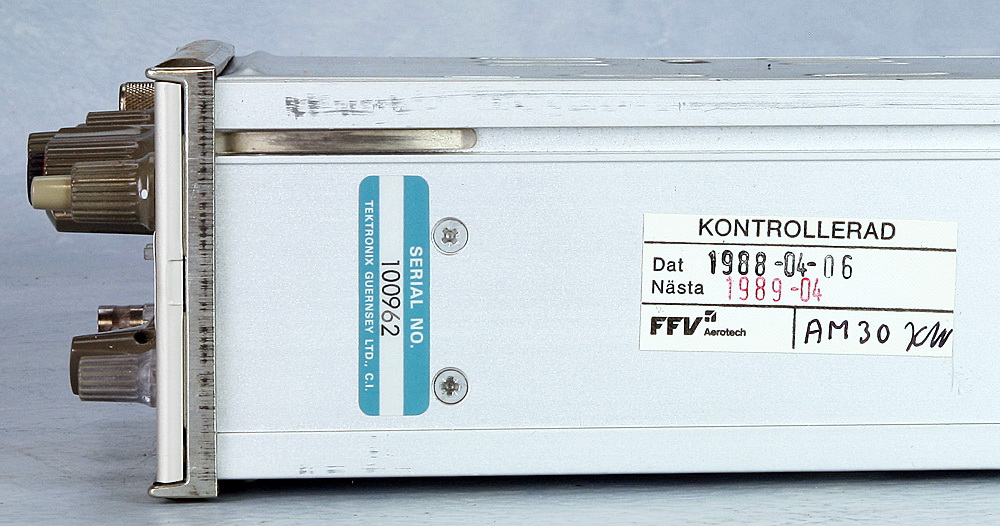 SERIAL NO.
100962
TEKTRONIX GUERNSEY LTD., C.I.
KONTROLLERAD
Dat 1988-04-06
Nästa 1989-04
FFV Aerotech
AM30